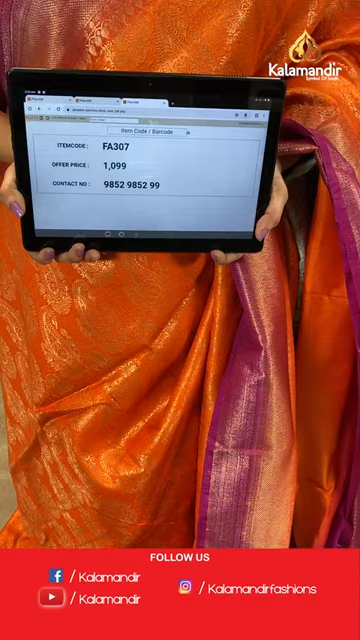 Kalamandir
Symbol Of South
Item Code / Barcode
ITEMCODE : FA307
OFFER PRICE : 1,099
CONTACT NO : 9852 9852 99
FOLLOW US
/ Kalamandir
/ Kalamandirfashions
/ Kalamandir